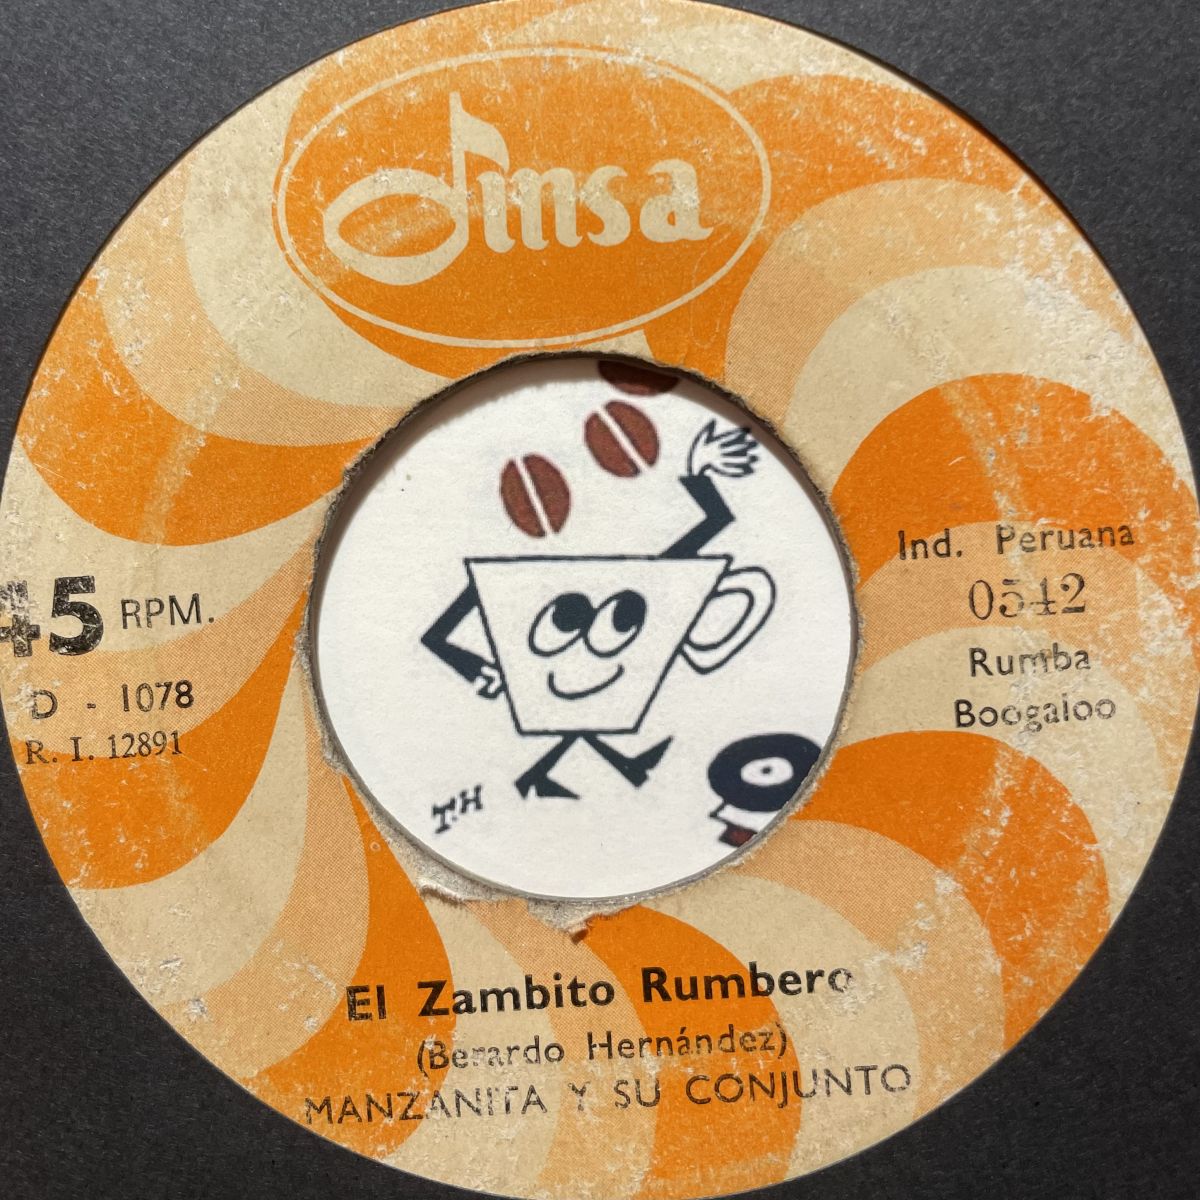 dinsa
45 RPM.
D - 1078
R. I. 12891
Ind. Peruana
0542
Rumba
Boogaloo
T.H
El Zambito Rumbero
(Berardo Hernández)
MANZANITA Y SU CONJUNTO